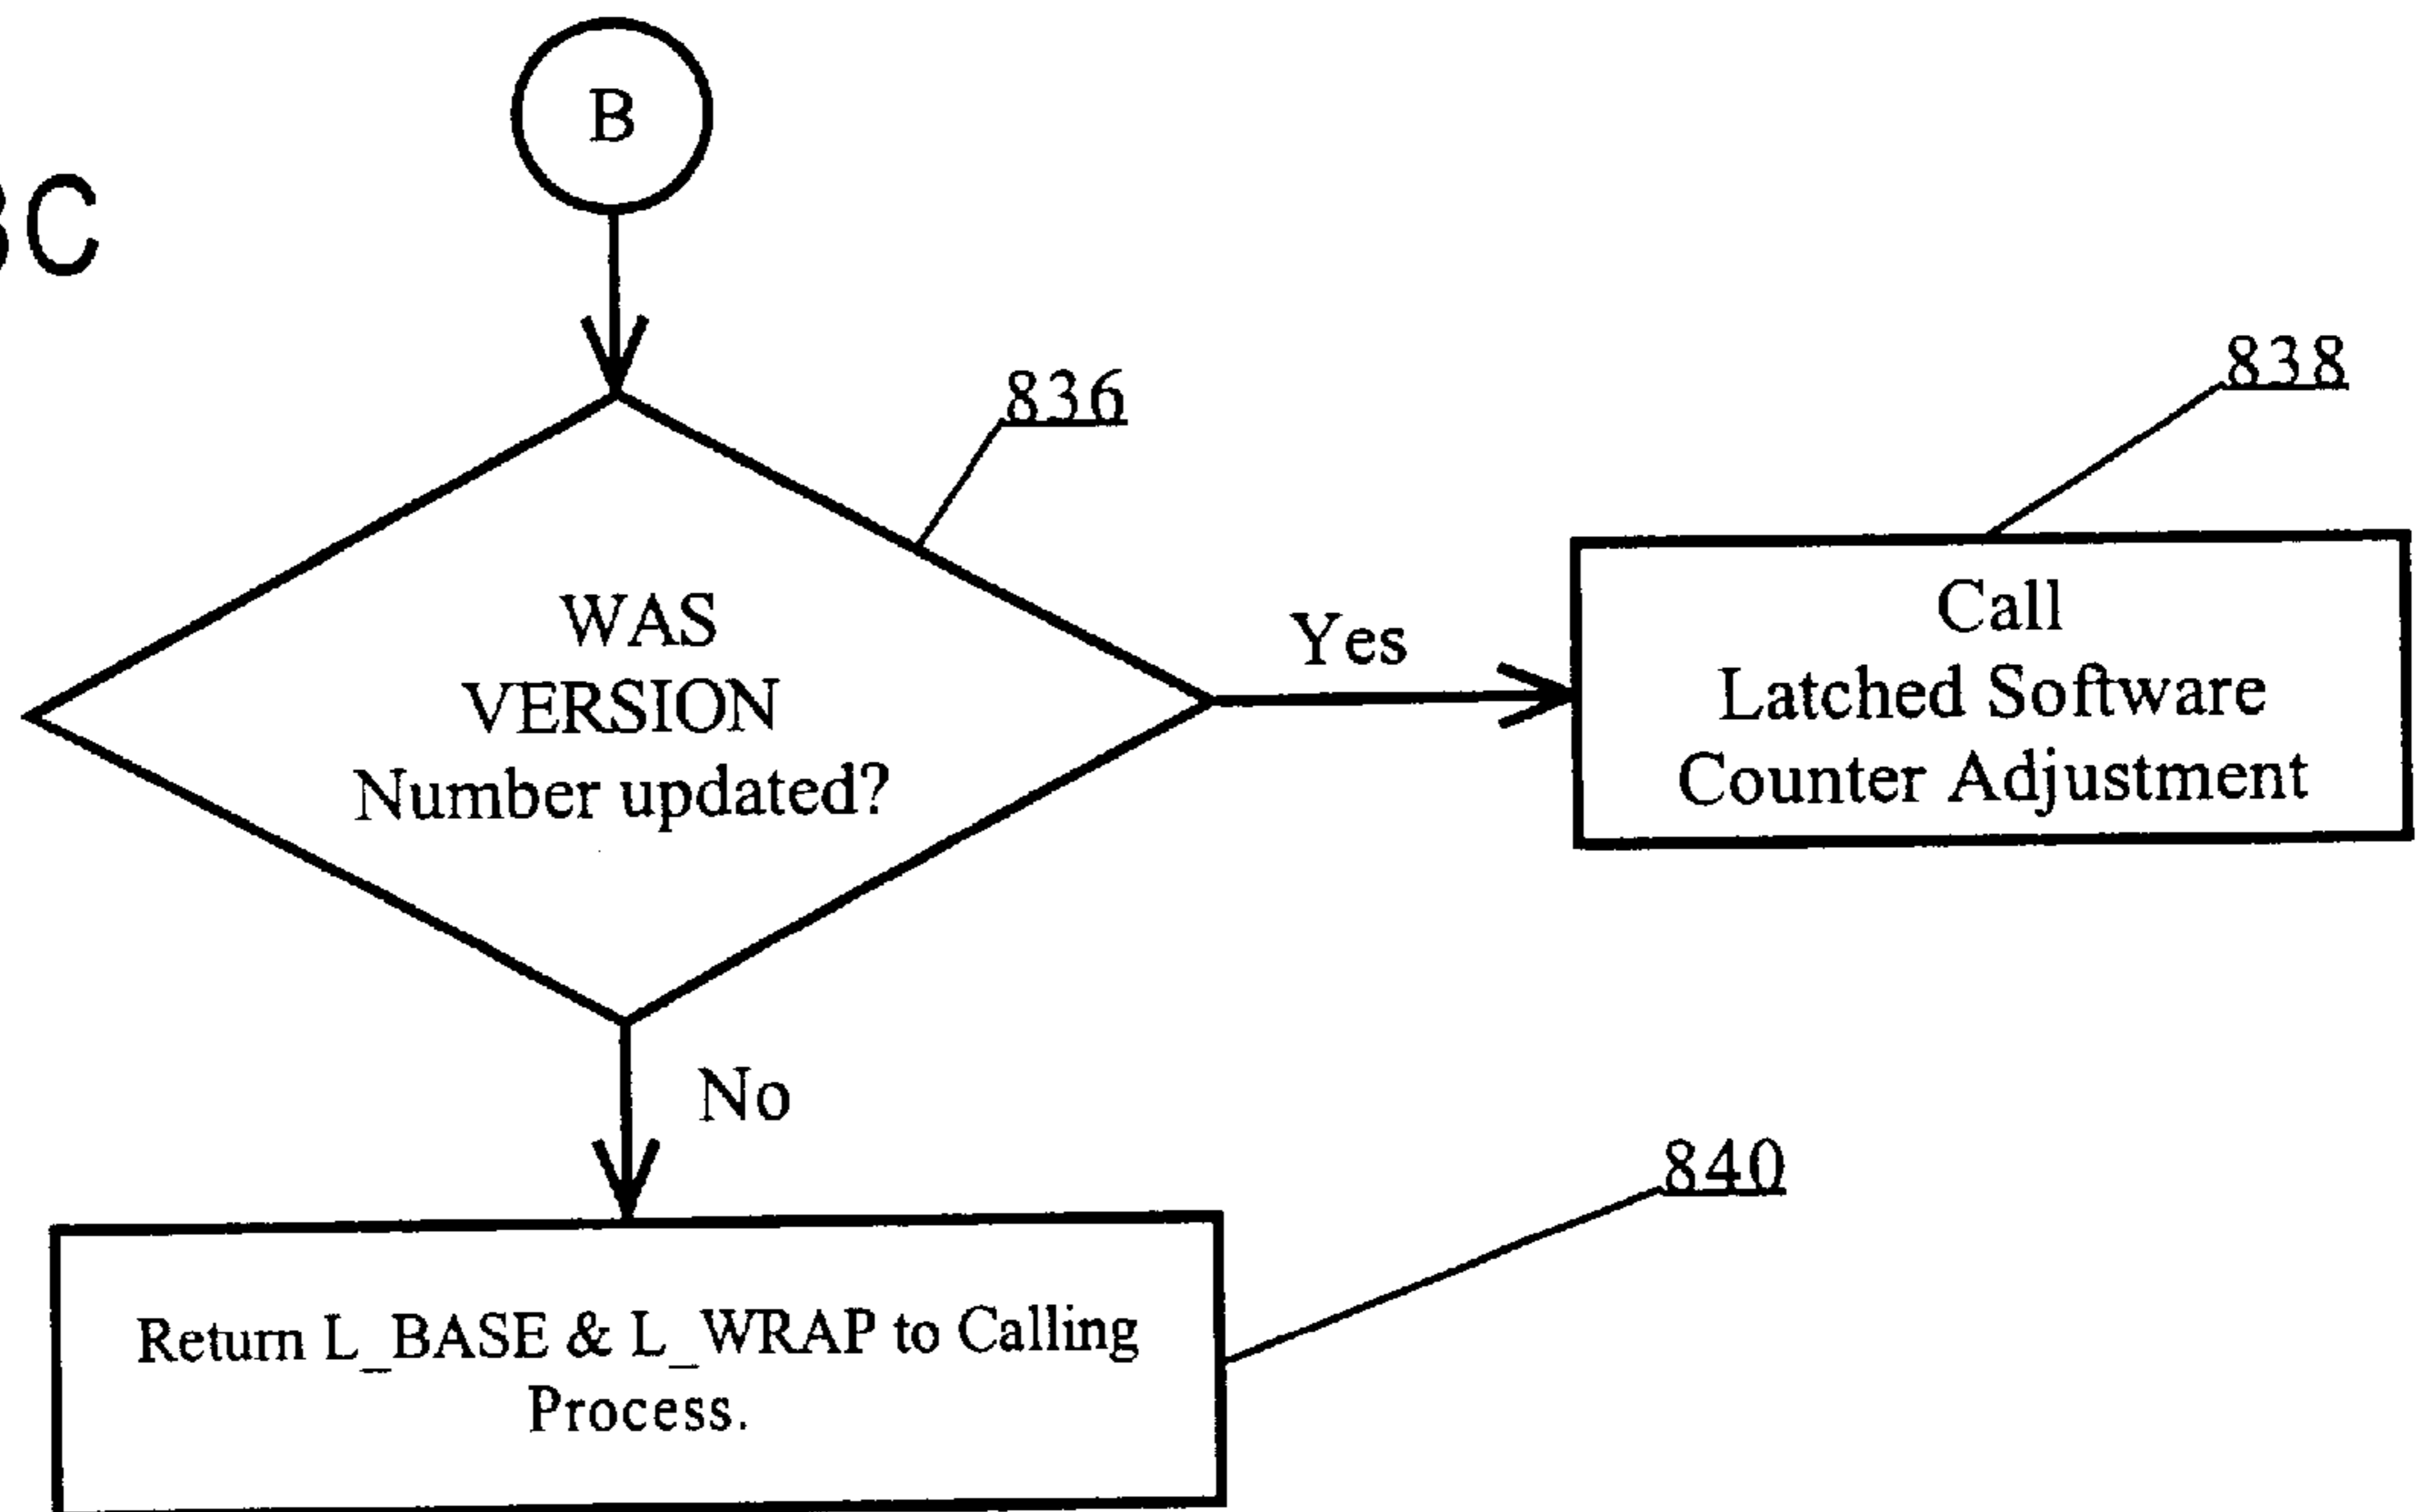 B
836
838
WAS
VERSION
Number updated?
Yes
Call
Latched Software
Counter Adjustment
No
840
Return L_BASE & L_WRAP to Calling
Process.